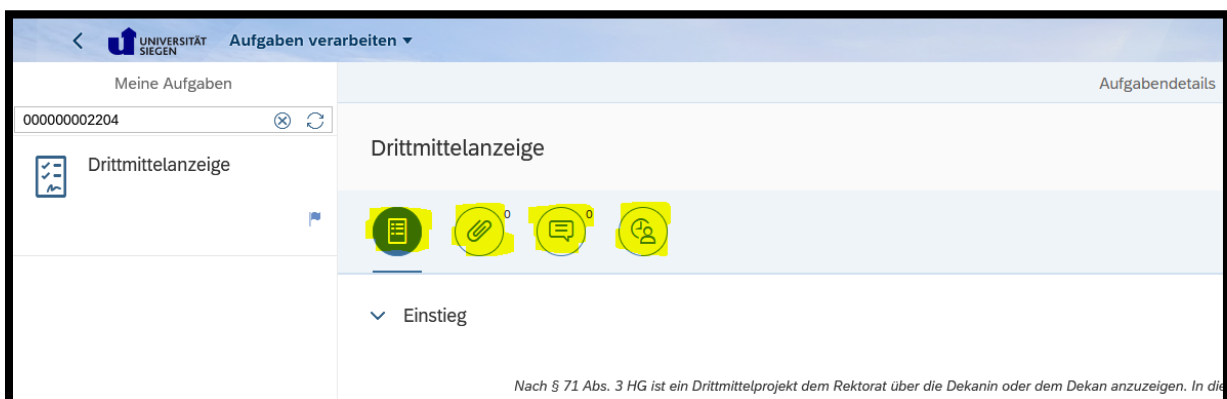 UNIVERSITÄT
SIEGEN
Aufgaben verarbeiten
Meine Aufgaben
Aufgabendetails
000000002204
Drittmittelanzeige
Drittmittelanzeige
0
0
Einstieg
Nach § 71 Abs. 3 HG ist ein Drittmittelprojekt dem Rektorat über die Dekanin oder dem Dekan anzuzeigen. In die